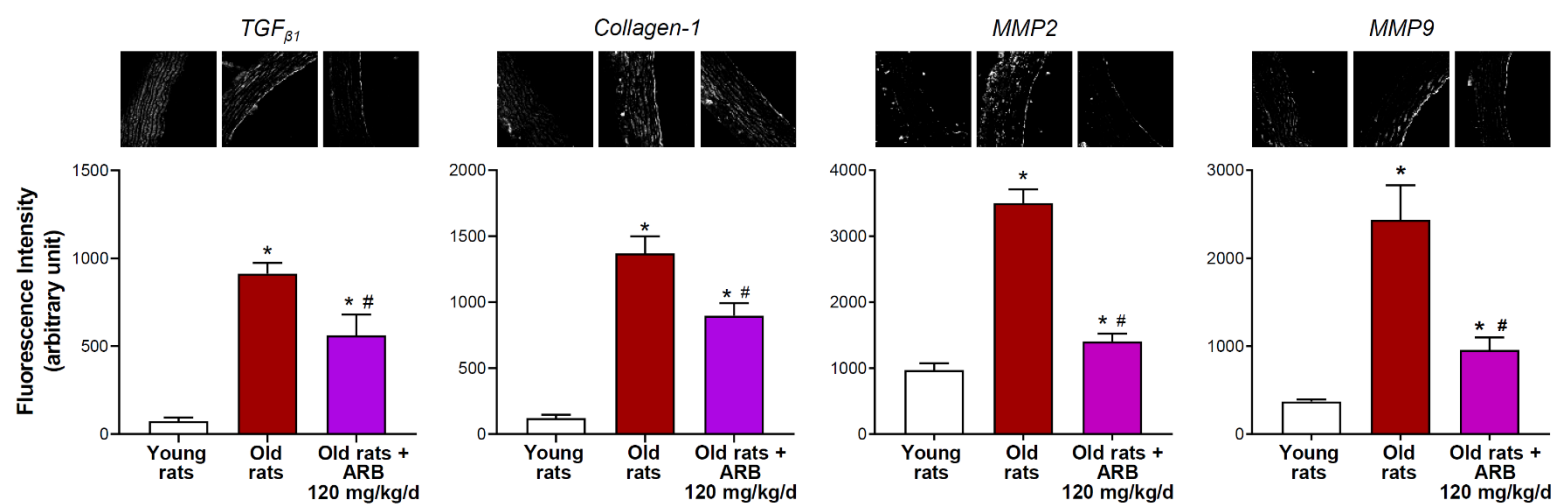 TGFβ1
Collagen-1
MMP2
MMP9
Fluorescence Intensity
(arbitrary unit)
1500
1000
500
0
*
* #
Young
rats
Old
rats
Old rats +
ARB
120 mg/kg/d
2000
1500
1000
500
0
*
* #
Young
rats
Old
rats
Old rats +
ARB
120 mg/kg/d
4000
3000
2000
1000
0
*
* #
Young
rats
Old
rats
Old rats +
ARB
120 mg/kg/d
3000
2000
1000
0
*
* #
Young
rats
Old
rats
Old rats +
ARB
120 mg/kg/d